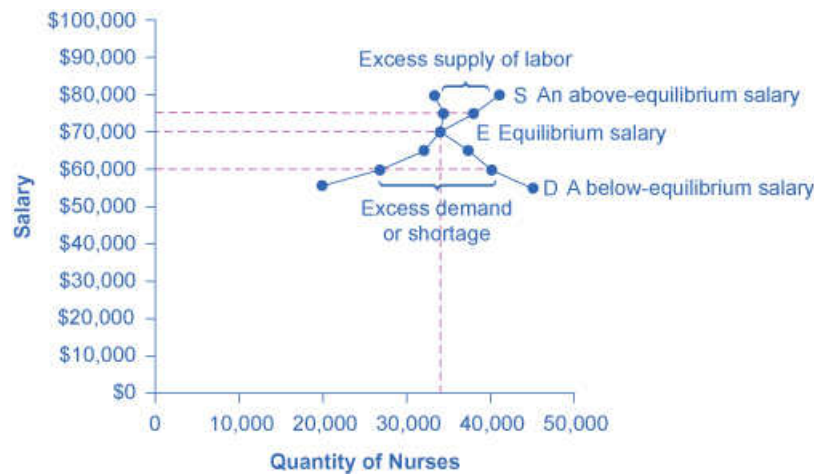 $100,000
$90,000
Excess supply of labor
$80,000
S An above-equilibrium salary
$70,000
E Equilibrium salary
$60,000
D A below-equilibrium salary
$50,000
Excess demand
or shortage
$40,000
$30,000
$20,000
$10,000
$0
Salary
0 10,000 20,000 30,000 40,000 50,000
Quantity of Nurses